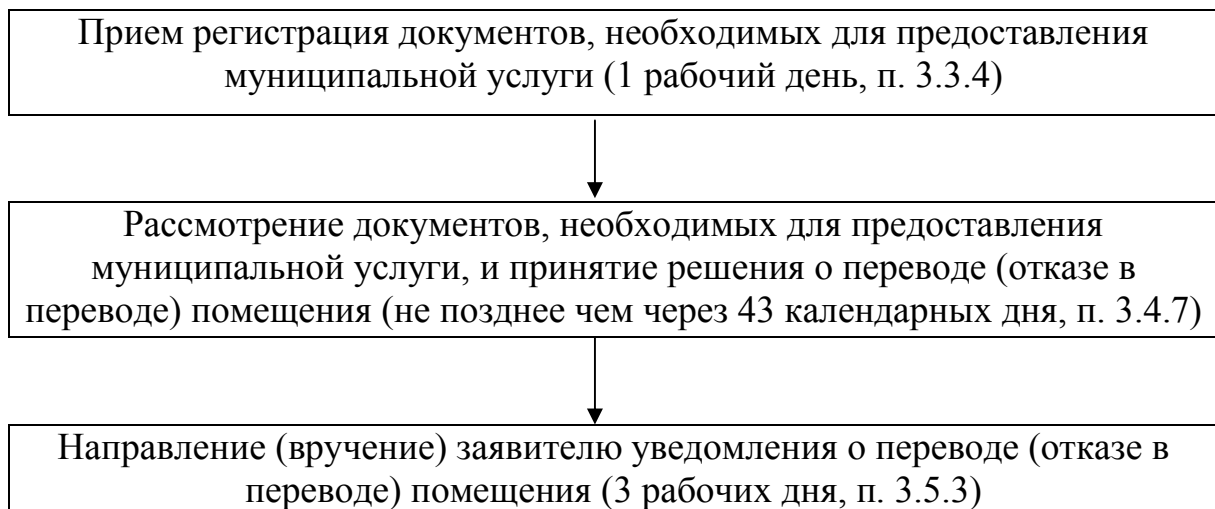 Прием регистрация документов, необходимых для предоставления
муниципальной услуги (1 рабочий день, п. 3.3.4)
Рассмотрение документов, необходимых для предоставления
муниципальной услуги, и принятие решения о переводе (отказе в
переводе) помещения (не позднее чем через 43 календарных дня, п. 3.4.7)
Направление (вручение) заявителю уведомления о переводе (отказе в
переводе) помещения (3 рабочих дня, п. 3.5.3)